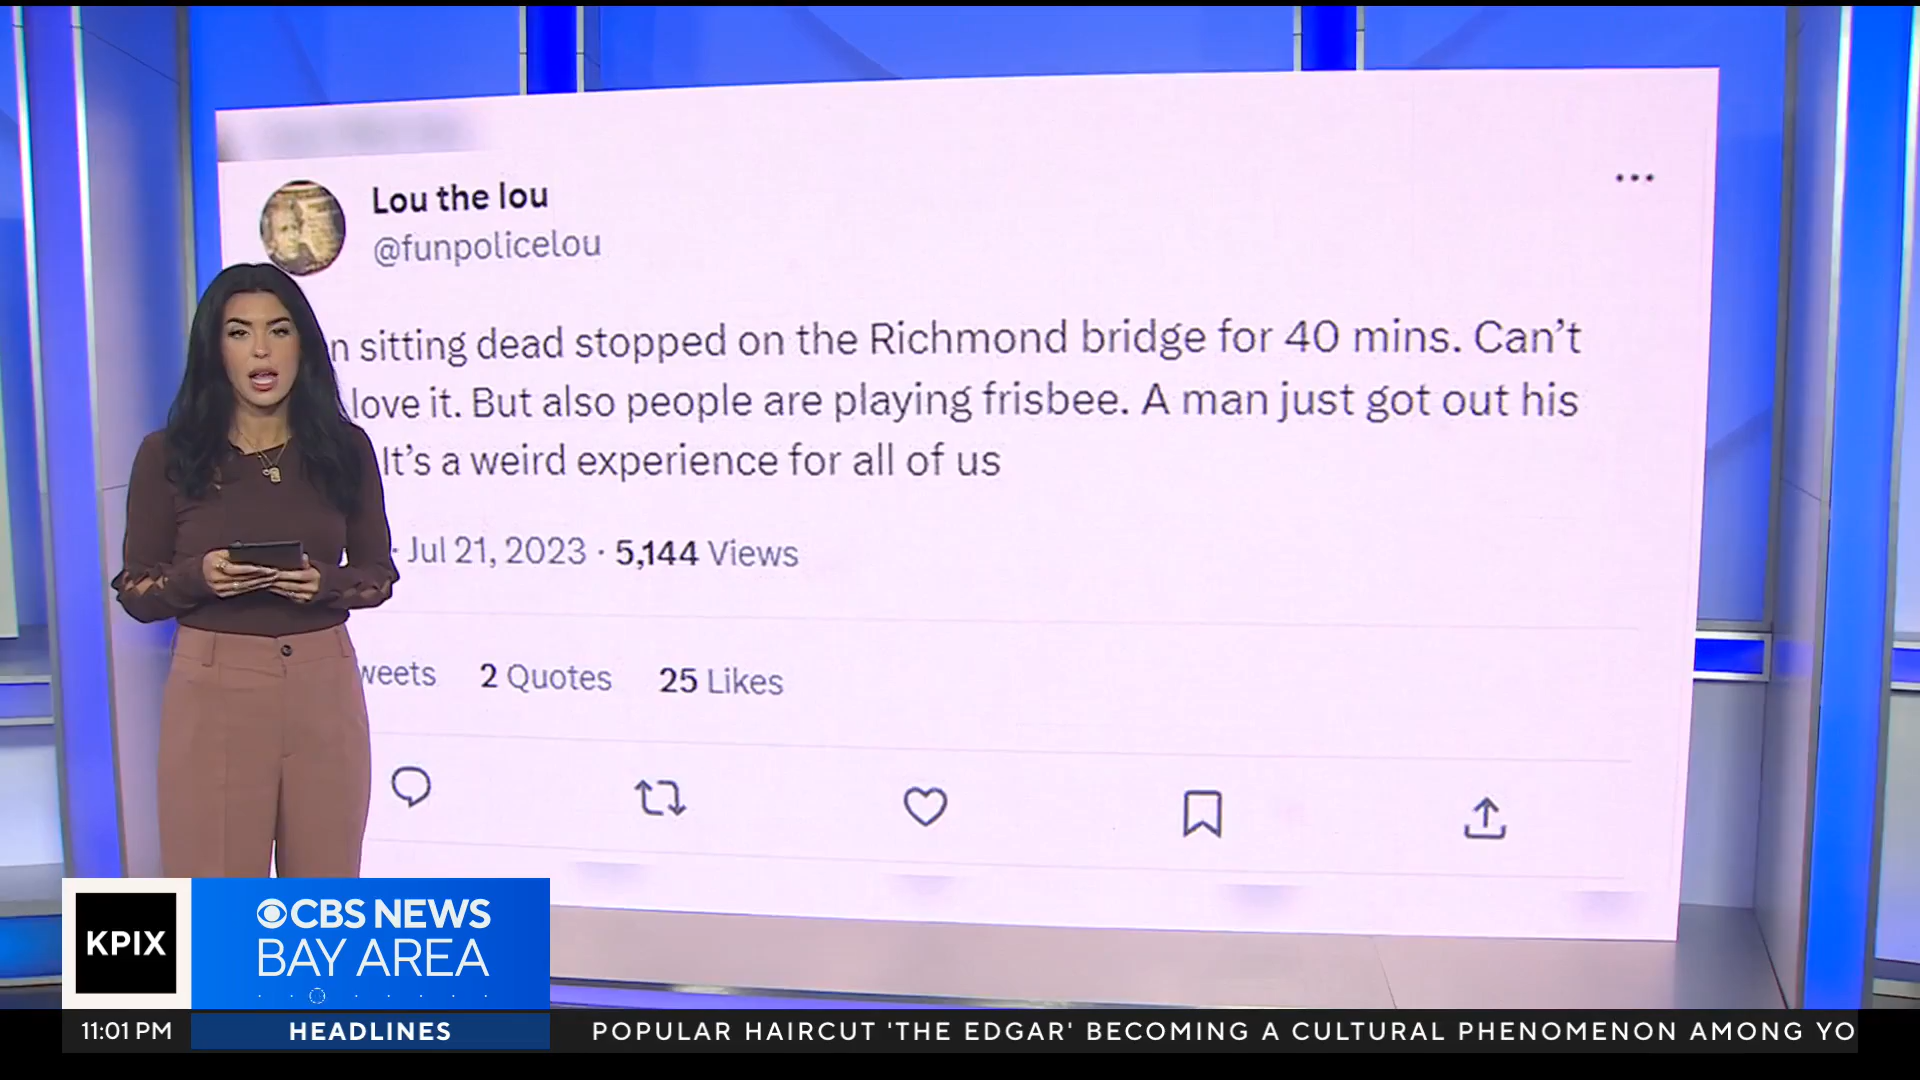 Lou the lou
@funpolicelou
sitting dead stopped on the Richmond bridge for 40 mins. Can't
love it. But also people are playing frisbee. A man just got out his
It's a weird experience for all of us
· Jul 21, 2023 · 5,144 Views
2 Quotes 25 Likes
KPIX
CBS NEWS
BAY AREA
11:01 PM HEADLINES POPULAR HAIRCUT 'THE EDGAR' BECOMING A CULTURAL PHENOMENON AMONG YO